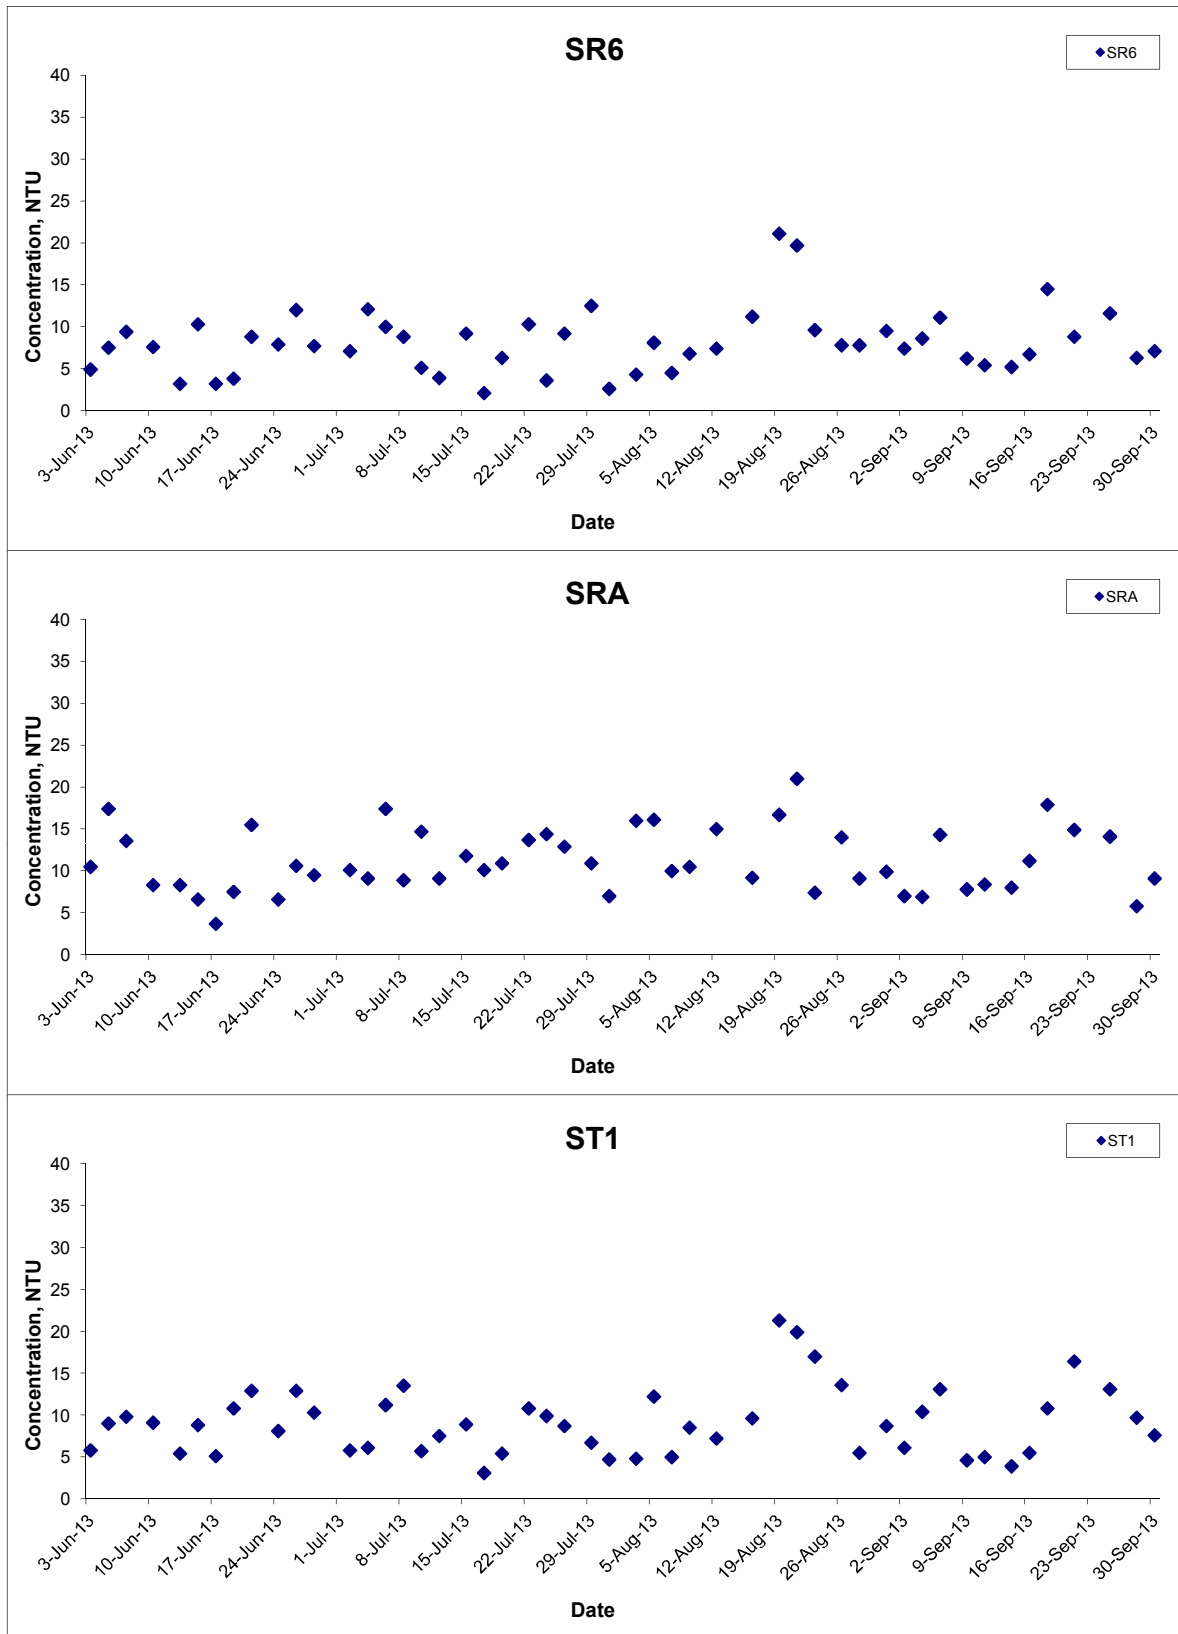 SR6
SR6
40
35
30
25
20
15
10
5
0
Concentration, NTU
3-Jun-13
10-Jun-13
17-Jun-13
24-Jun-13
1-Jul-13
8-Jul-13
15-Jul-13
22-Jul-13
29-Jul-13
5-Aug-13
12-Aug-13
19-Aug-13
26-Aug-13
2-Sep-13
9-Sep-13
16-Sep-13
23-Sep-13
30-Sep-13
Date
SRA
SRA
40
35
30
25
20
15
10
5
0
Concentration, NTU
3-Jun-13
10-Jun-13
17-Jun-13
24-Jun-13
1-Jul-13
8-Jul-13
15-Jul-13
22-Jul-13
29-Jul-13
5-Aug-13
12-Aug-13
19-Aug-13
26-Aug-13
2-Sep-13
9-Sep-13
16-Sep-13
23-Sep-13
30-Sep-13
Date
ST1
ST1
40
35
30
25
20
15
10
5
0
Concentration, NTU
3-Jun-13
10-Jun-13
17-Jun-13
24-Jun-13
1-Jul-13
8-Jul-13
15-Jul-13
22-Jul-13
29-Jul-13
5-Aug-13
12-Aug-13
19-Aug-13
26-Aug-13
2-Sep-13
9-Sep-13
16-Sep-13
23-Sep-13
30-Sep-13
Date